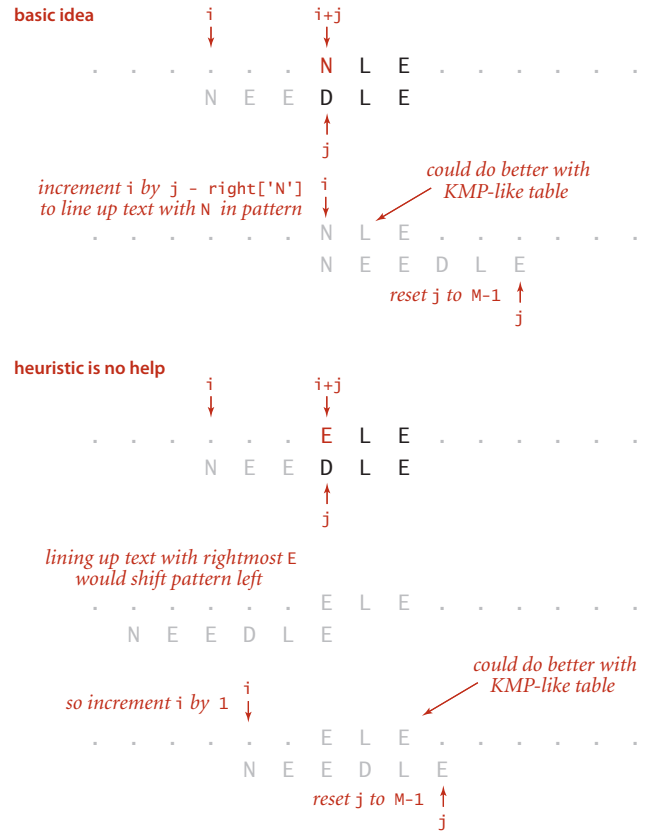 basic idea
i i+j
. . . . . . N L E . . . . . .
N E E D L E
j
increment i by j - right['N']
to line up text with N in pattern
i
could do better with
KMP-like table
. . . . . . N L E . . . . . .
N E E D L E
reset j to M-1
j
heuristic is no help
i i+j
. . . . . . E L E . . . . . .
N E E D L E
j
lining up text with rightmost E
would shift pattern left
. . . . . . E L E . . . . . .
N E E D L E
so increment i by 1
i
could do better with
KMP-like table
. . . . . . E L E . . . . . .
N E E D L E
reset j to M-1
j